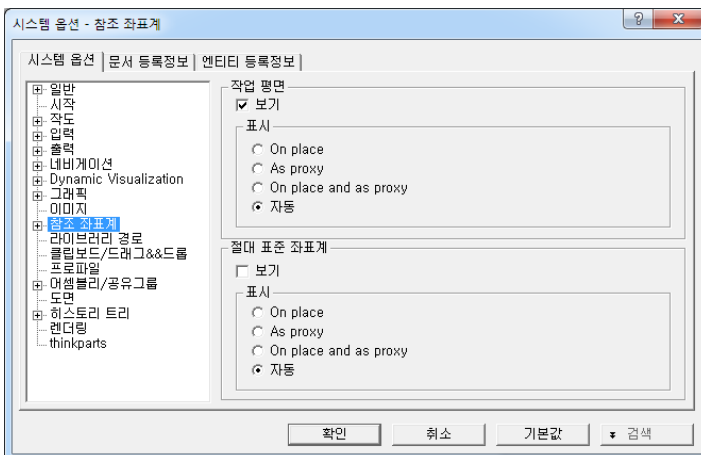 시스템 옵션 - 참조 좌표계
시스템 옵션
문서 등록정보
엔티티 등록정보
일반
시작
작도
입력
출력
네비게이션
Dynamic Visualization
그래픽
이미지
참조 좌표계
라이브러리 경로
클립보드/드래그&&드롭
프로파일
어셈블리/공유그룹
도면
히스토리 트리
렌더링
thinkparts
작업 평면
보기
표시
On place
As proxy
On place and as proxy
자동
절대 표준 좌표계
보기
표시
On place
As proxy
On place and as proxy
자동
확인
취소
기본값
검색